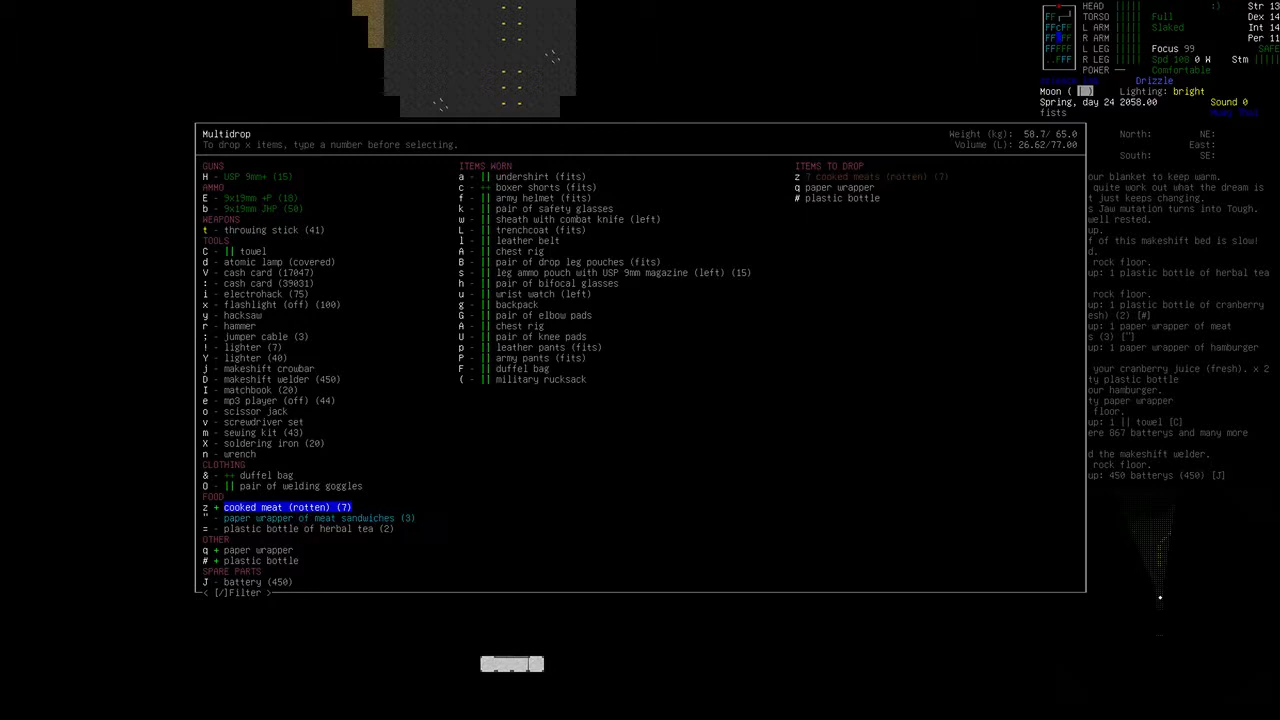 HEAD :) Str 13
TORSO Full Dex 14
L ARM Slaked Int 14
R ARM Per 11
L LEG Focus 99 SAFE
R LEG Spd 108 0 W Stm
POWER — Comfortable
Drizzle
Moon ( | ) Lighting: bright
Spring, day 24 2058.00 Sound 0
fists
Multidrop Weight (kg): 58.7/ 65.0
To drop x items, type a number before selecting. Volume (L): 26.62/77.00
North: NE:
East:
South: SE:
GUNS
H - USP 9mm+ (15)
AMMO
E - 9x19mm +P (18)
b - 9x19mm JHP (50)
WEAPONS
t - throwing stick (41)
TOOLS
C - || towel
d - atomic lamp (covered)
V - cash card (17047)
: - cash card (39031)
i - electrohack (75)
x - flashlight (off) (100)
y - hacksaw
r - hammer
; - jumper cable (3)
! - lighter (7)
Y - lighter (40)
j - makeshift crowbar
D - makeshift welder (450)
I - matchbook (20)
e - mp3 player (off) (44)
o - scissor jack
v - screwdriver set
m - sewing kit (43)
X - soldering iron (20)
n - wrench
CLOTHING
& - ++ duffel bag
O - || pair of welding goggles
FOOD
z + cooked meat (rotten) (7)
" - paper wrapper of meat sandwiches (3)
= - plastic bottle of herbal tea (2)
OTHER
q + paper wrapper
# + plastic bottle
SPARE PARTS
J - battery (450)
< [/]Filter >
ITEMS WORN
a - || undershirt (fits)
c - ++ boxer shorts (fits)
f - || army helmet (fits)
k - || pair of safety glasses
w - || sheath with combat knife (left)
L - || trenchcoat (fits)
l - || leather belt
A - || chest rig
B - || pair of drop leg pouches (fits)
s - || leg ammo pouch with USP 9mm magazine (left) (15)
h - || pair of bifocal glasses
u - || wrist watch (left)
g - || backpack
G - || pair of elbow pads
A - || chest rig
U - || pair of knee pads
p - || leather pants (fits)
P - || army pants (fits)
F - || duffel bag
( - || military rucksack
ITEMS TO DROP
z 7 cooked meats (rotten) (7)
q paper wrapper
# plastic bottle
our blanket to keep warm.
quite work out what the dream is
t just keeps changing.
s Jaw mutation turns into Tough.
well rested.
up.
f of this makeshift bed is slow!
d.
rock floor.
up: 1 plastic bottle of herbal tea
rock floor.
up: 1 plastic bottle of cranberry
esh) (2) [#]
up: 1 paper wrapper of meat
s (3) ["]
up: 1 paper wrapper of hamburger
your cranberry juice (fresh). x 2
ty plastic bottle
our hamburger.
ty paper wrapper
floor.
up: 1 || towel [C]
ere 867 batterys and many more
d the makeshift welder.
rock floor.
up: 450 batterys (450) [J]